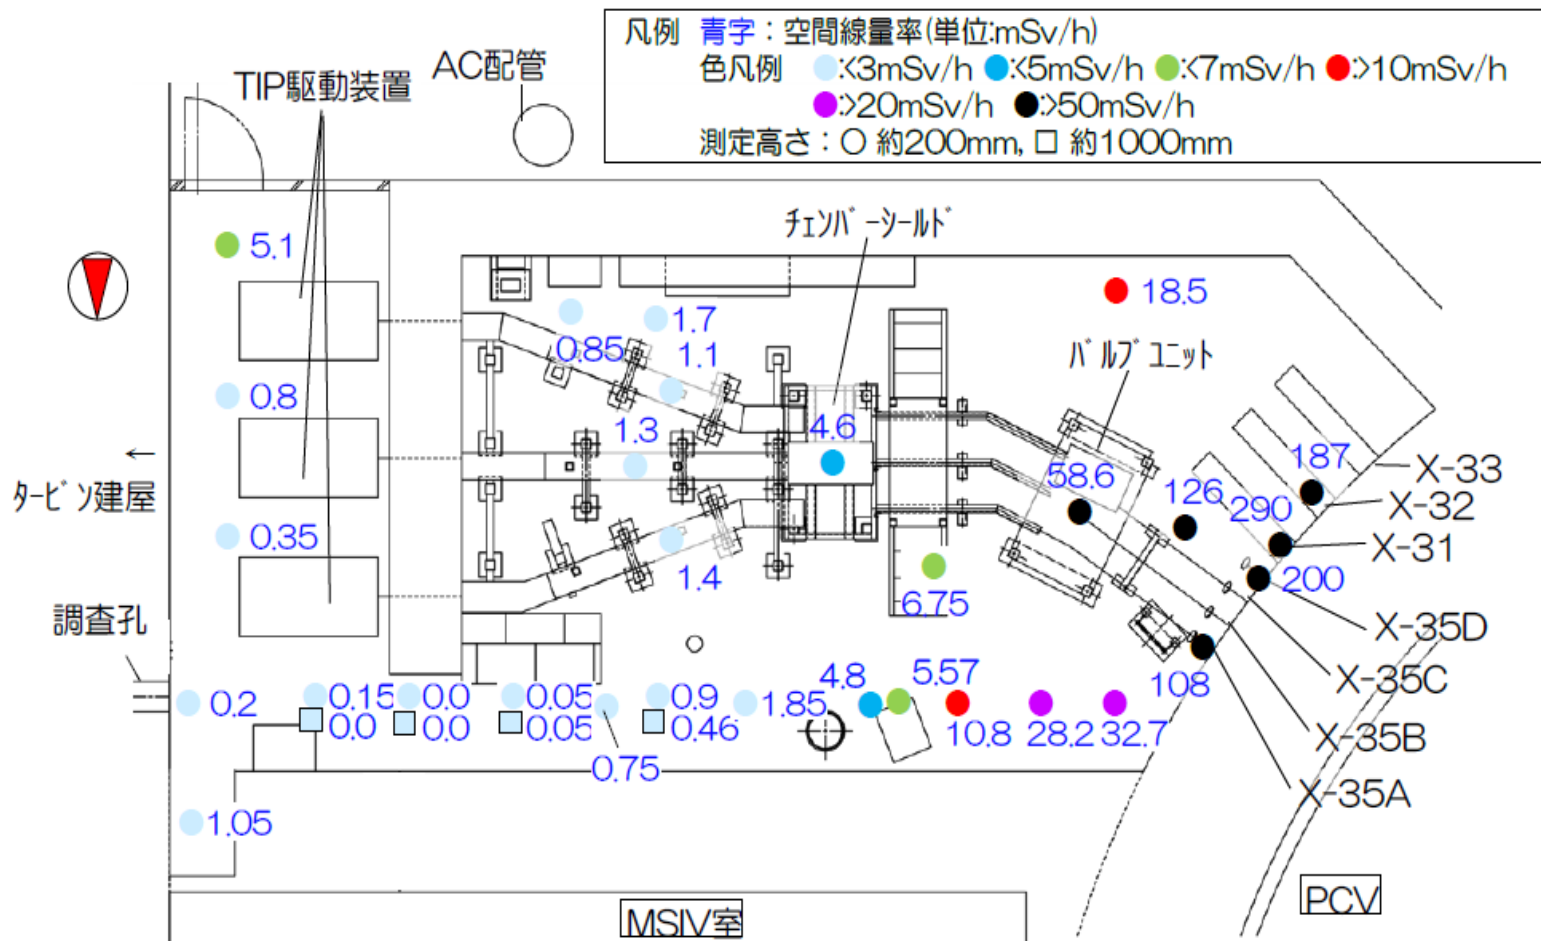 凡例 青字：空間線量率(単位:mSv/h)
色凡例 :<3mSv/h :<5mSv/h :<7mSv/h :>10mSv/h
:>20mSv/h :>50mSv/h
測定高さ：○ 約200mm, □ 約1000mm
AC配管
TIP駆動装置
チェンバーシールド
5.1
18.5
1.7
0.85
1.1
バルブユニット
0.8
1.3
4.6
←
タービン建屋
58.6
187
X-33
126
290
X-32
0.35
X-31
1.4
200
6.75
調査孔
X-35D
5.57
4.8
108
X-35C
0.2
0.15
0.0
0.05
0.9
1.85
0.0
0.0
0.05
0.46
10.8
28.2
32.7
X-35B
0.75
X-35A
1.05
PCV
MSIV室